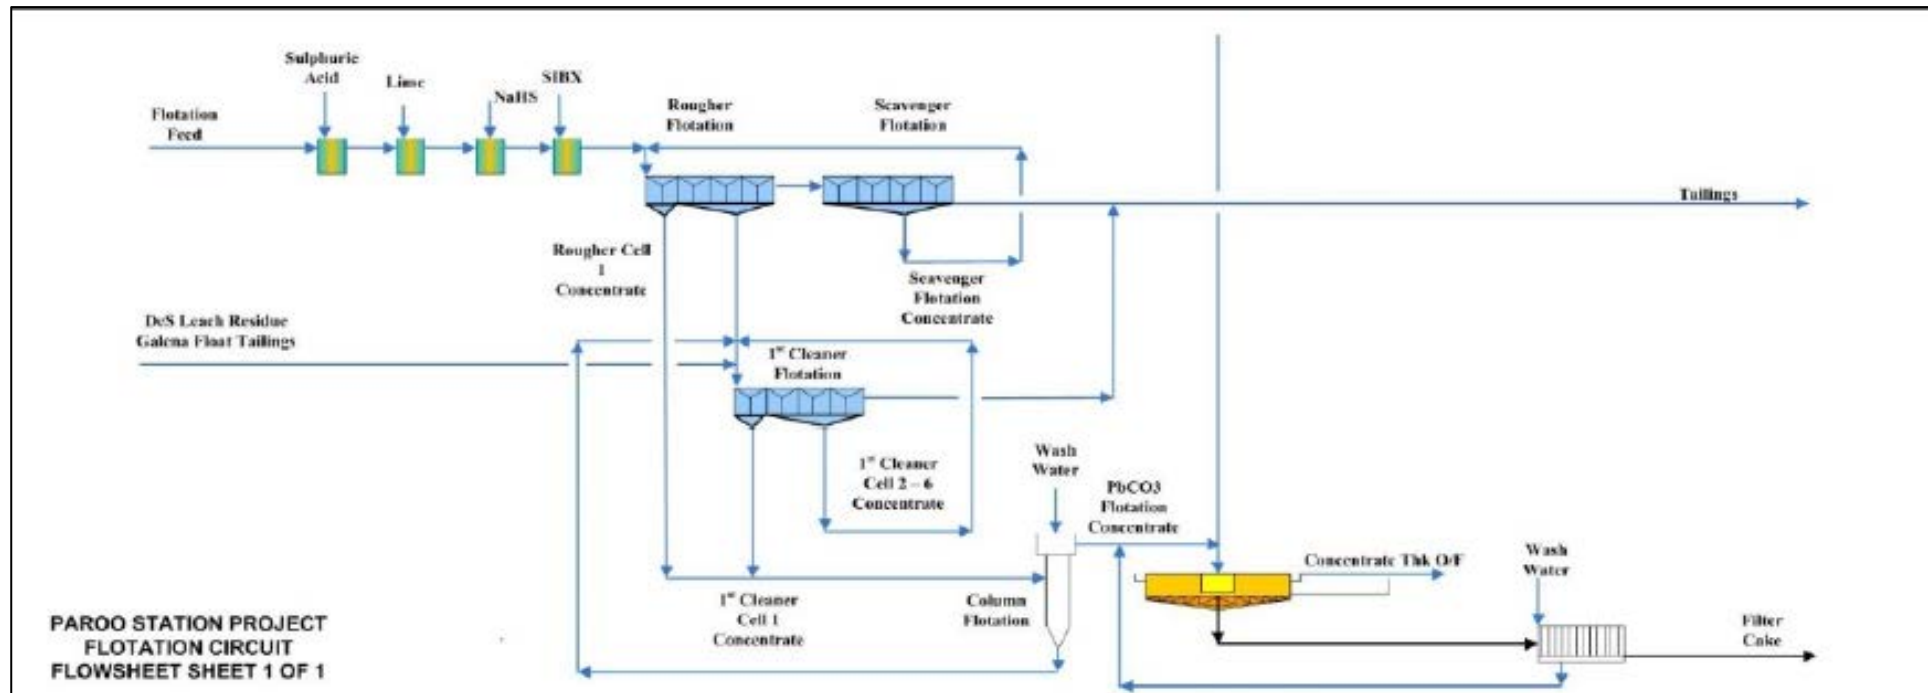 Sulphuric
Acid
Lime
NaHS
SIBX
Flotation
Feed
Rougher
Flotation
Scavenger
Flotation
Tailings
Rougher Cell
1
Concentrate
Scavenger
Flotation
Concentrate
DeS Leach Residue
Galena Float Tailings
1st Cleaner
Flotation
1st Cleaner
Cell 2 – 6
Concentrate
Wash
Water
PbCO3
Flotation
Concentrate
Concentrate Thk O/F
Wash
Water
1st Cleaner
Cell 1
Concentrate
Column
Flotation
Filter
Cake
PAROO STATION PROJECT
FLOTATION CIRCUIT
FLOWSHEET SHEET 1 OF 1